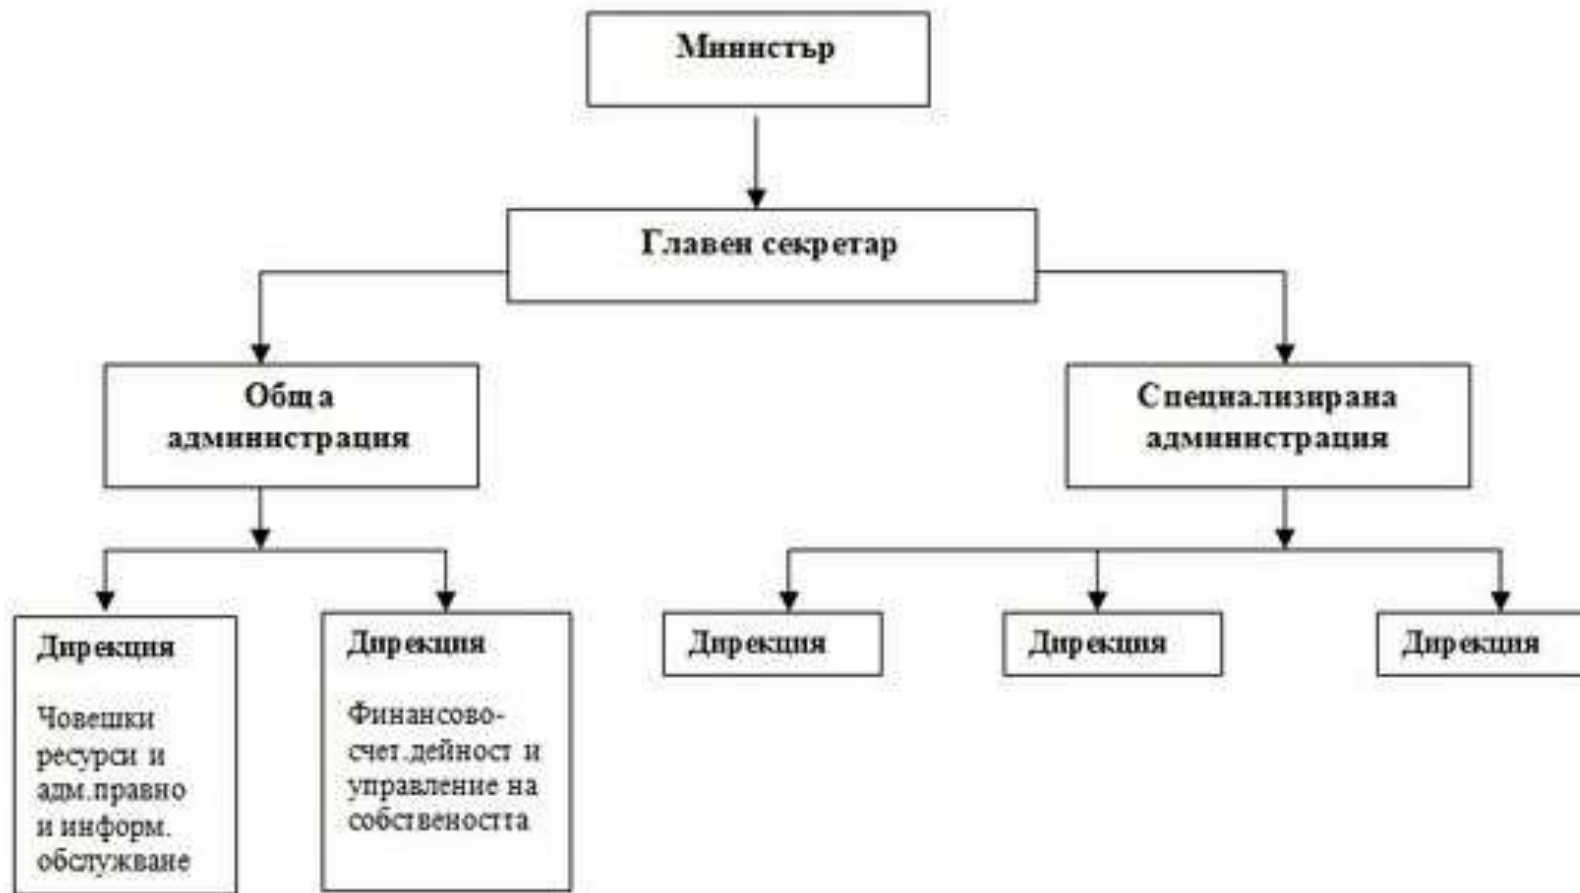 Министър
Главен секретар
Обща
администрация
Специализирана
администрация
Дирекция
Човешки
ресурси и
адм.правно
и информ.
обслужване
Дирекция
Финансово-
счет.дейност и
управление на
собствеността
Дирекция
Дирекция
Дирекция